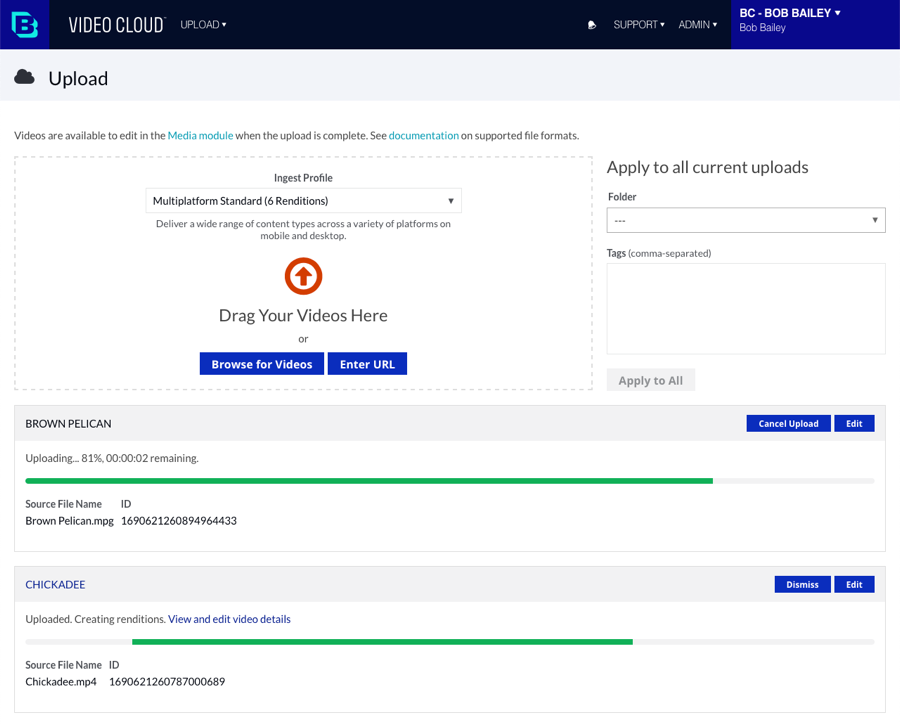 VIDEO CLOUD UPLOAD ▾ SUPPORT ▾ ADMIN ▾ BC - BOB BAILEY ▾
Bob Bailey
Upload
Videos are available to edit in the Media module when the upload is complete. See documentation on supported file formats.
Ingest Profile
Multiplatform Standard (6 Renditions)
Deliver a wide range of content types across a variety of platforms on
mobile and desktop.
Drag Your Videos Here
or
Browse for Videos Enter URL
Apply to all current uploads
Folder
---
Tags (comma-separated)
Apply to All
BROWN PELICAN Cancel Upload Edit
Uploading... 81%, 00:00:02 remaining.
Source File Name ID
Brown Pelican.mpg 1690621260894964433
CHICKADEE Dismiss Edit
Uploaded. Creating renditions. View and edit video details
Source File Name ID
Chickadee.mp4 1690621260787000689